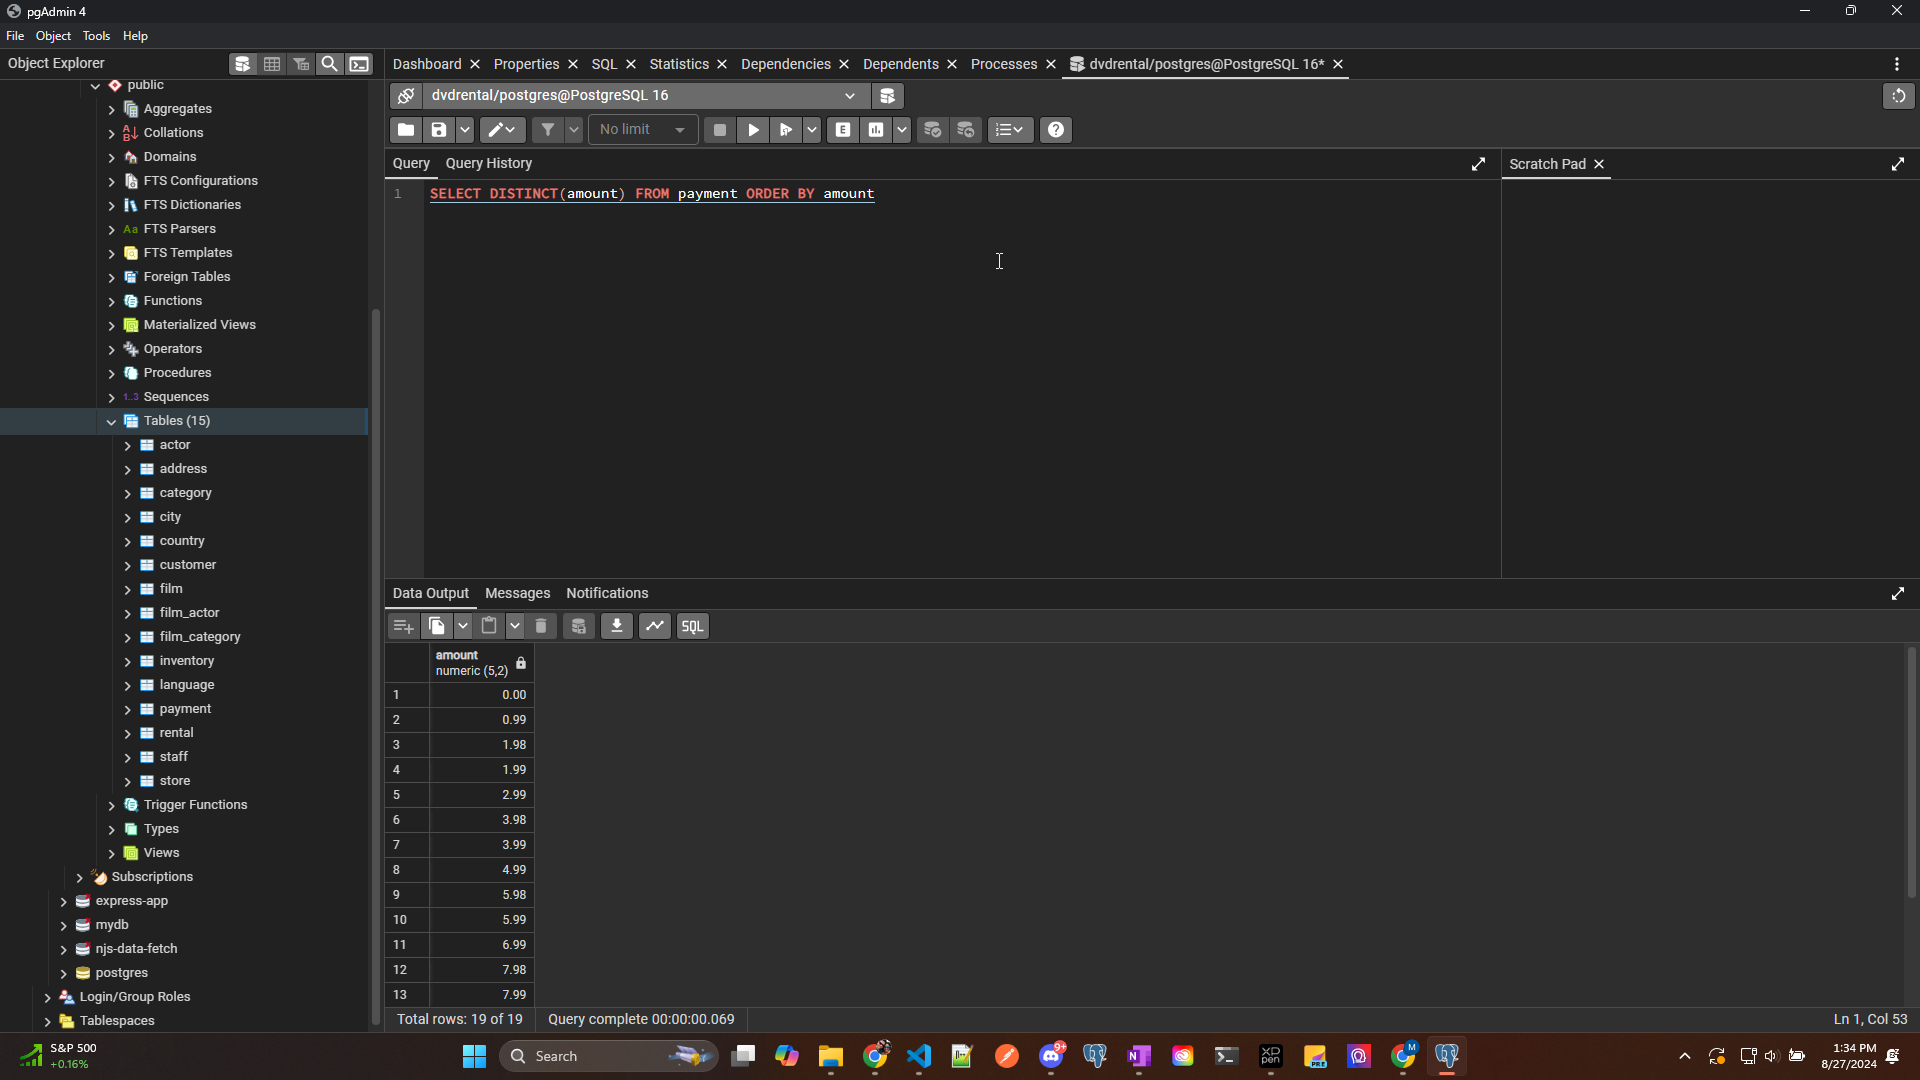 pgAdmin 4
File Object Tools Help
Object Explorer
public
Aggregates
Collations
Domains
FTS Configurations
FTS Dictionaries
Aa FTS Parsers
FTS Templates
Foreign Tables
Functions
Materialized Views
Operators
Procedures
1..3 Sequences
Tables (15)
actor
address
category
city
country
customer
film
film_actor
film_category
inventory
language
payment
rental
staff
store
Trigger Functions
Types
Views
Subscriptions
express-app
mydb
njs-data-fetch
postgres
Login/Group Roles
Tablespaces
Dashboard Properties SQL Statistics Dependencies Dependents Processes dvdrental/postgres@PostgreSQL 16*
dvdrental/postgres@PostgreSQL 16
No limit
E
Query Query History
Scratch Pad
1 SELECT DISTINCT(amount) FROM payment ORDER BY amount
Data Output Messages Notifications
SQL
amount
numeric (5,2)
1 0.00
2 0.99
3 1.98
4 1.99
5 2.99
6 3.98
7 3.99
8 4.99
9 5.98
10 5.99
11 6.99
12 7.98
13 7.99
Total rows: 19 of 19 Query complete 00:00:00.069
Ln 1, Col 53
S&P 500
+0.16%
Search
9+
XP
PEN
PRE
M
1:34 PM
8/27/2024